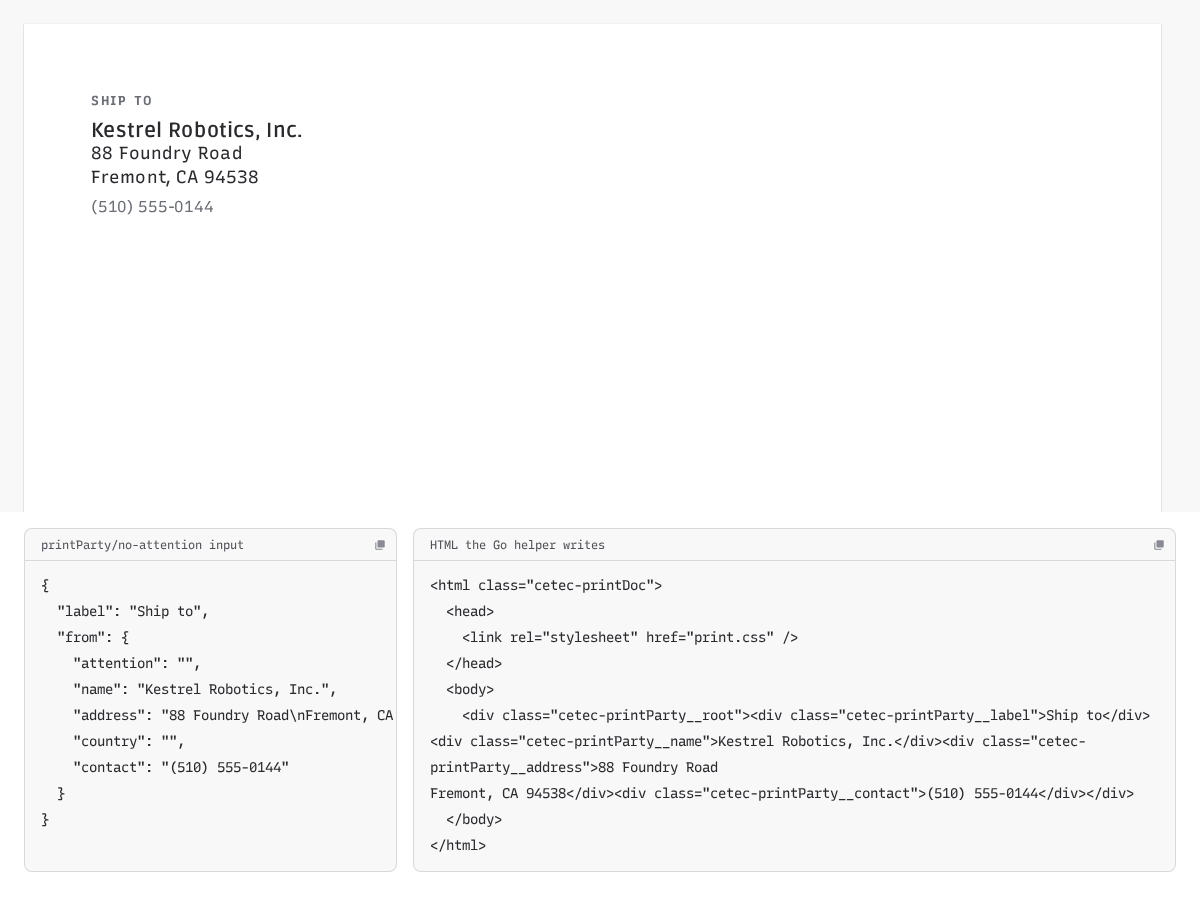 SHIP TO
Kestrel Robotics, Inc.
88 Foundry Road
Fremont, CA 94538
(510) 555-0144
printParty/no-attention input
{
  "label": "Ship to",
  "from": {
    "attention": "",
    "name": "Kestrel Robotics, Inc.",
    "address": "88 Foundry Road\nFremont, CA
    "country": "",
    "contact": "(510) 555-0144"
  }
}
HTML the Go helper writes
<html class="cetec-printDoc">
  <head>
    <link rel="stylesheet" href="print.css" />
  </head>
  <body>
    <div class="cetec-printParty__root"><div class="cetec-printParty__label">Ship to</div>
<div class="cetec-printParty__name">Kestrel Robotics, Inc.</div><div class="cetec-
printParty__address">88 Foundry Road
Fremont, CA 94538</div><div class="cetec-printParty__contact">(510) 555-0144</div></div>
  </body>
</html>